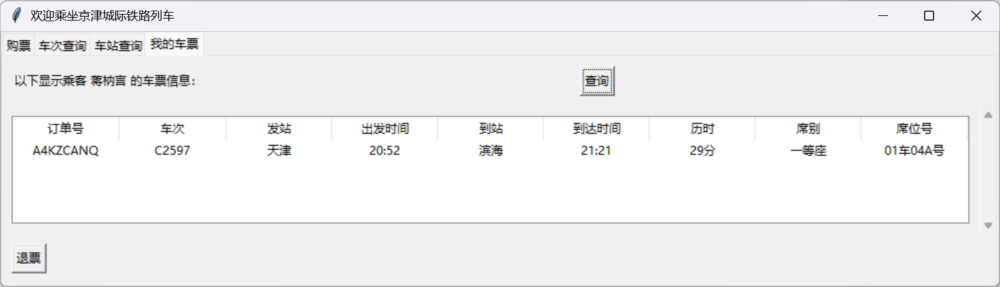 欢迎乘坐京津城际铁路列车
购票 车次查询 车站查询 我的车票
以下显示乘客 蒋枘言 的车票信息： 查询
订单号 车次 发站 出发时间 到站 到达时间 历时 席别 席位号
A4KZCANQ C2597 天津 20:52 滨海 21:21 29分 一等座 01车04A号
退票